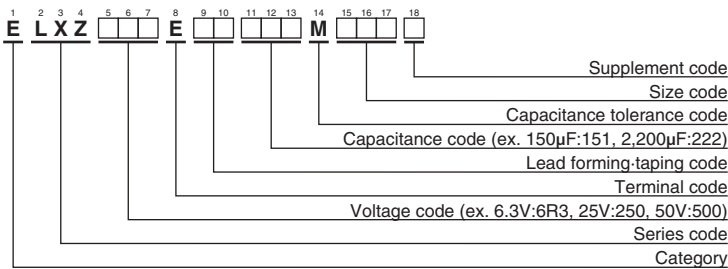 1 2 3 4 5 6 7 8 9 10 11 12 13 14 15 16 17 18
E L X Z E M
Supplement code
Size code
Capacitance tolerance code
Capacitance code (ex. 150μF:151, 2,200μF:222)
Lead forming·taping code
Terminal code
Voltage code (ex. 6.3V:6R3, 25V:250, 50V:500)
Series code
Category